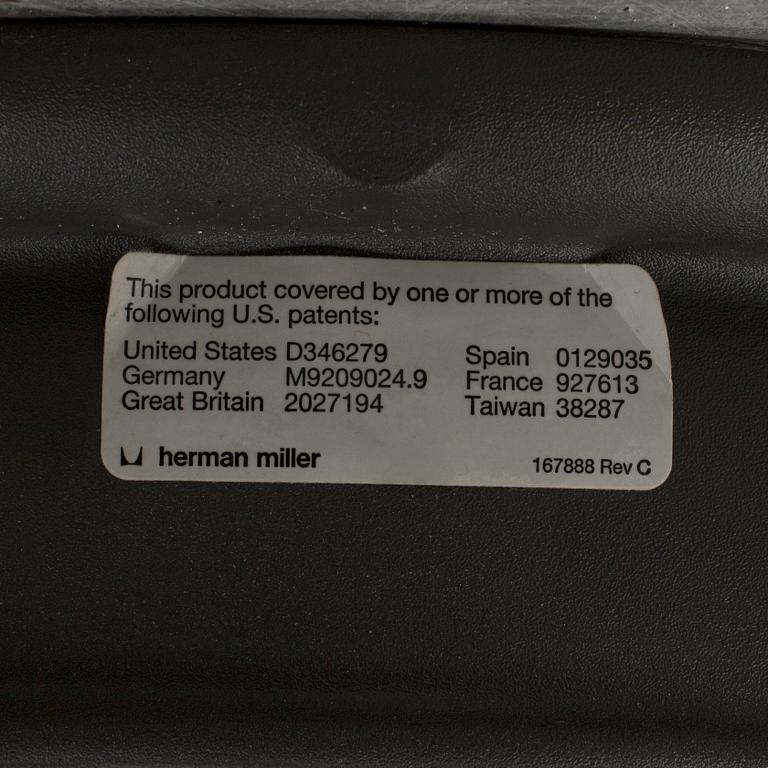 This product covered by one or more of the
following U.S. patents:
United States D346279 Spain 0129035
Germany M9209024.9 France 927613
Great Britain 2027194 Taiwan 38287
herman miller 167888 Rev C